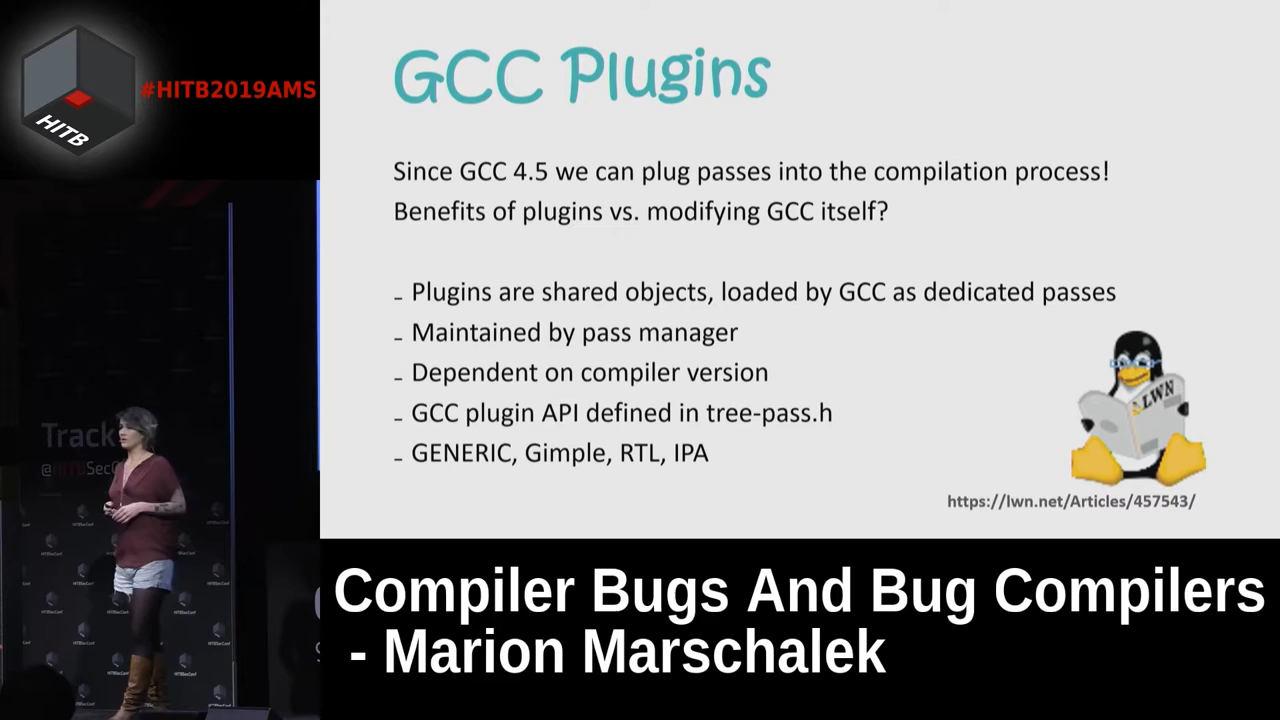 HITB
#HITB2019AMS
GCC Plugins
Since GCC 4.5 we can plug passes into the compilation process!
Benefits of plugins vs. modifying GCC itself?
- Plugins are shared objects, loaded by GCC as dedicated passes
- Maintained by pass manager
- Dependent on compiler version
- GCC plugin API defined in tree-pass.h
- GENERIC, Gimple, RTL, IPA
LWN
https://lwn.net/Articles/457543/
Track
Compiler Bugs And Bug Compilers
- Marion Marschalek